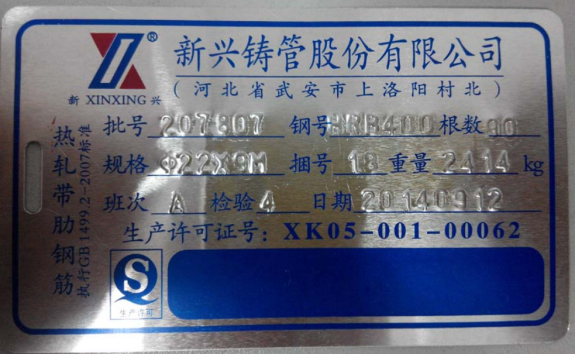 新兴铸管股份有限公司
（河北省武安市上洛阳村北）
®
新 XINXING 兴
热轧带肋钢筋
执行GB 1499.2-2007标准
批号 207807 钢号 HRB400 根数 90
规格 Φ22X9M 捆号 18 重量 2414 kg
班次 A 检验 4 日期 20140912
生产许可证号：XK05-001-00062
QS
生产许可